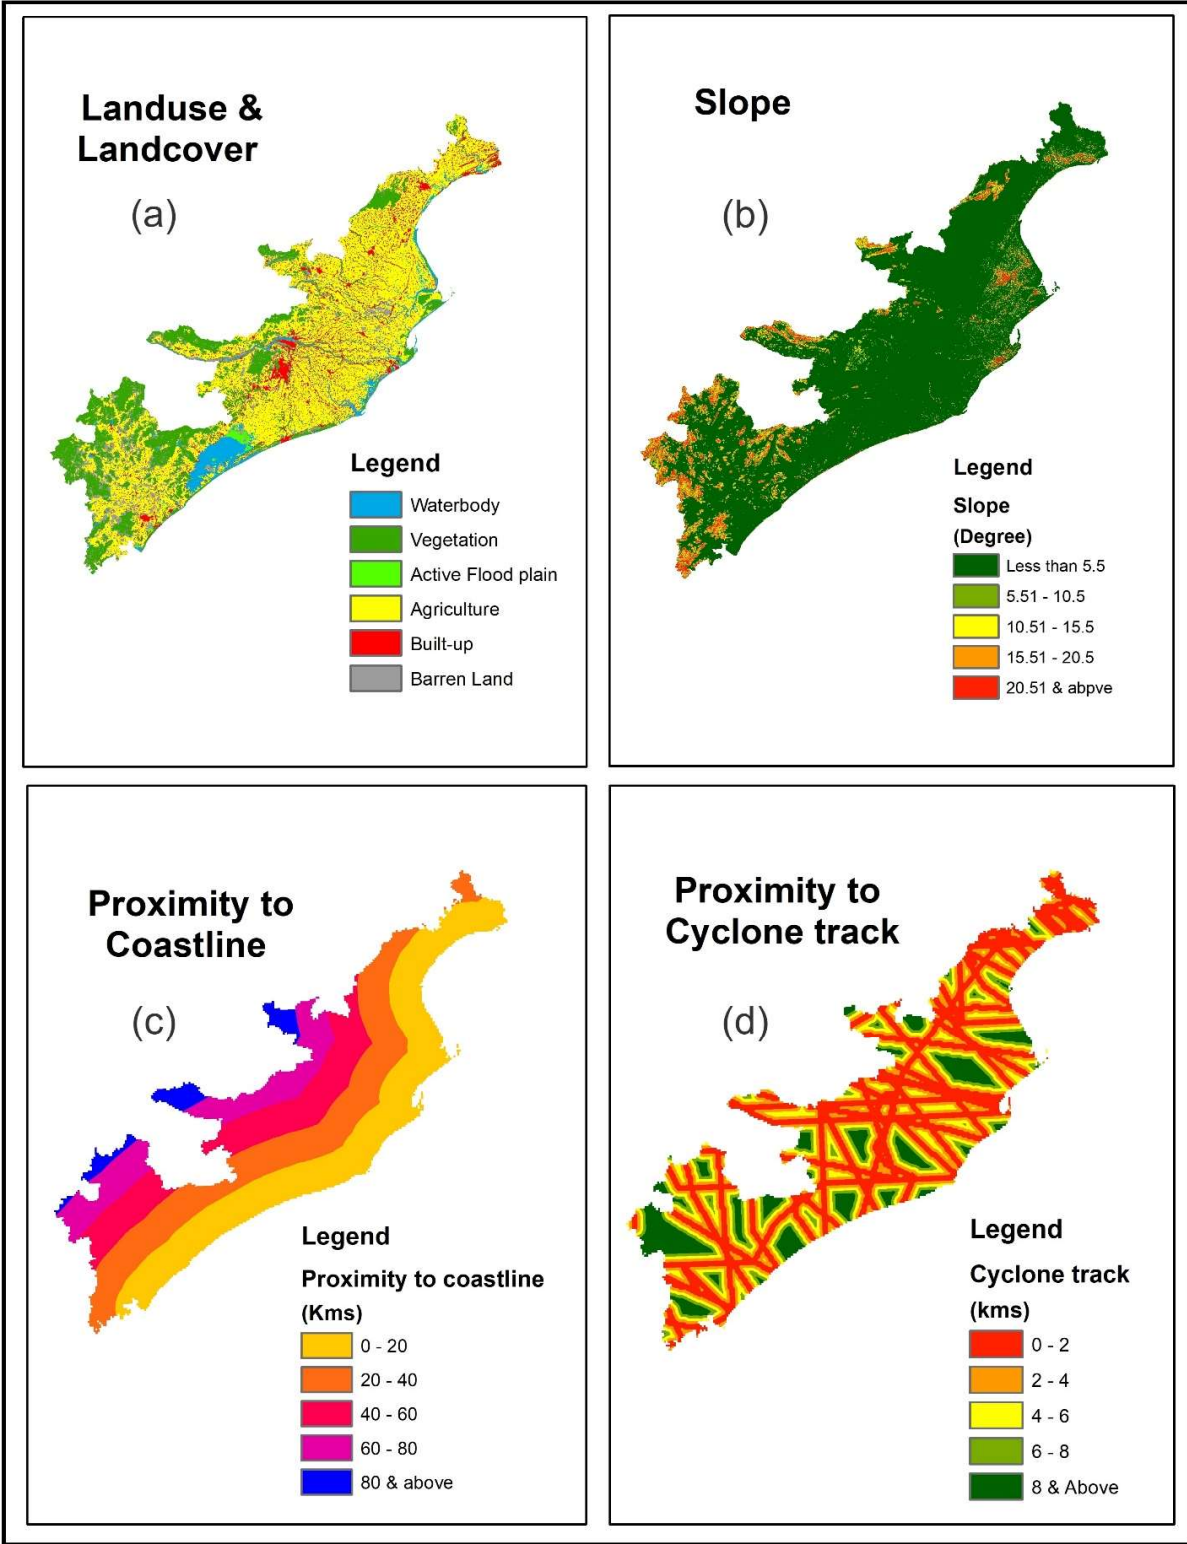 Landuse &
Landcover
(a)
Legend
Waterbody
Vegetation
Active Flood plain
Agriculture
Built-up
Barren Land
Slope
(b)
Legend
Slope
(Degree)
Less than 5.5
5.51 - 10.5
10.51 - 15.5
15.51 - 20.5
20.51 & abpve
Proximity to
Coastline
(c)
Legend
Proximity to coastline
(Kms)
0 - 20
20 - 40
40 - 60
60 - 80
80 & above
Proximity to
Cyclone track
(d)
Legend
Cyclone track
(kms)
0 - 2
2 - 4
4 - 6
6 - 8
8 & Above